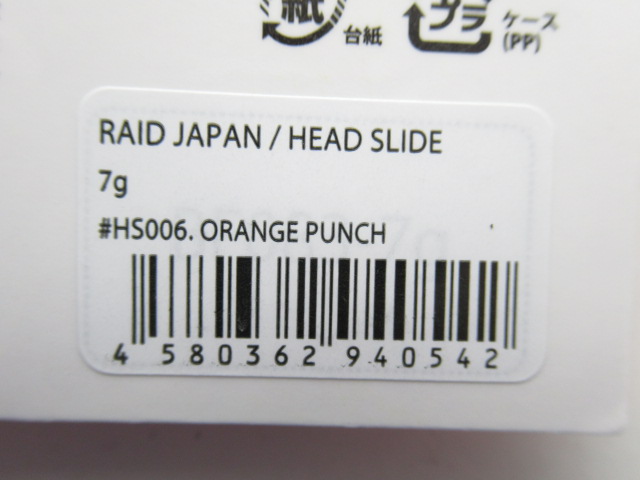 紙
台紙
プラ
ケース
(PP)
RAID JAPAN / HEAD SLIDE
7g
#HS006. ORANGE PUNCH
4 580362 940542